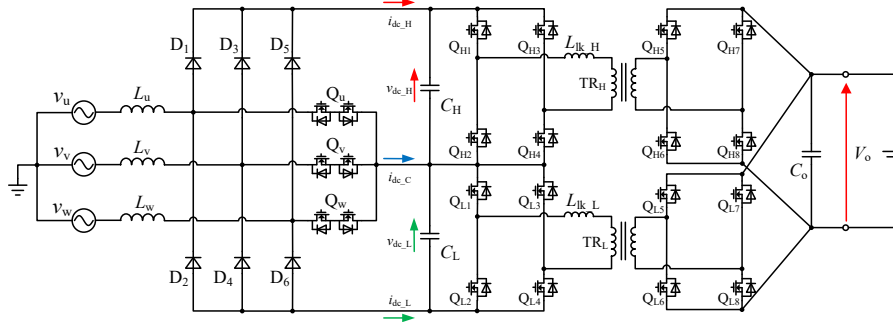 i_dc_H
D1 D3 D5
QH1 QH3 Llk_H QH5 QH7
vu Lu Qu
vdc_H CH TRH
vv Lv Qv
QH2 QH4 QH6 QH8
Co Vo
idc_C
vw Lw Qw
QL1 QL3 Llk_L QL5 QL7
vdc_L CL TRL
D2 D4 D6
QL2 QL4 QL6 QL8
idc_L